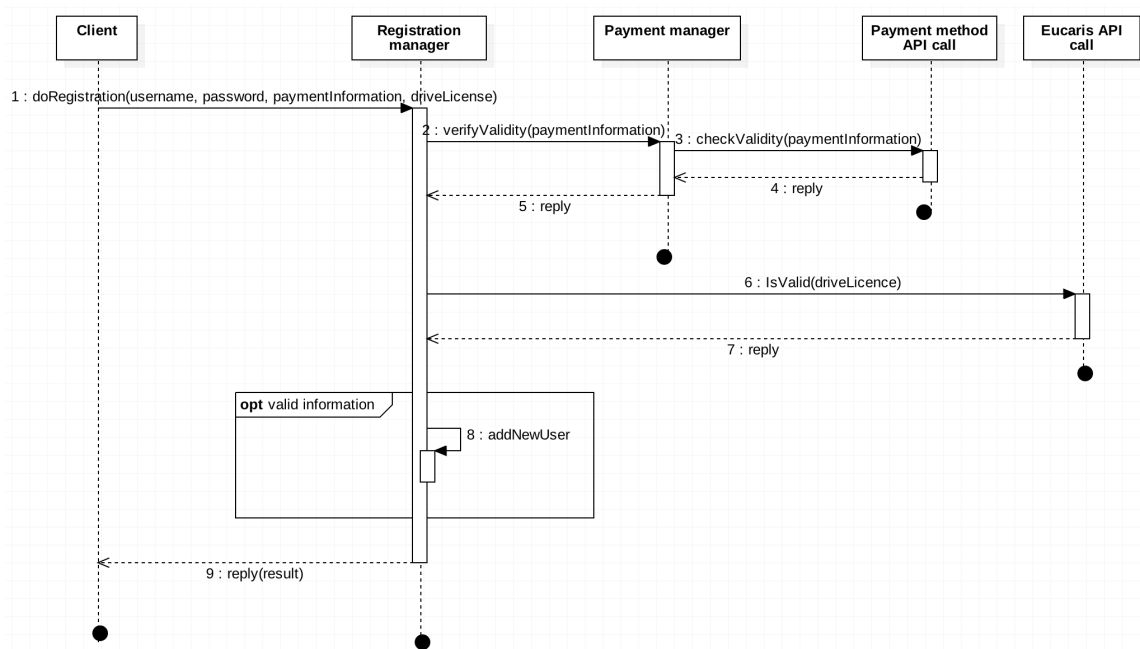 Client
Registration
manager
Payment manager
Payment method
API call
Eucaris API
call
1 : doRegistration(username, password, paymentInformation, driveLicense)
2 : verifyValidity(paymentInformation)
3 : checkValidity(paymentInformation)
4 : reply
5 : reply
6 : IsValid(driveLicence)
7 : reply
opt valid information
8 : addNewUser
9 : reply(result)